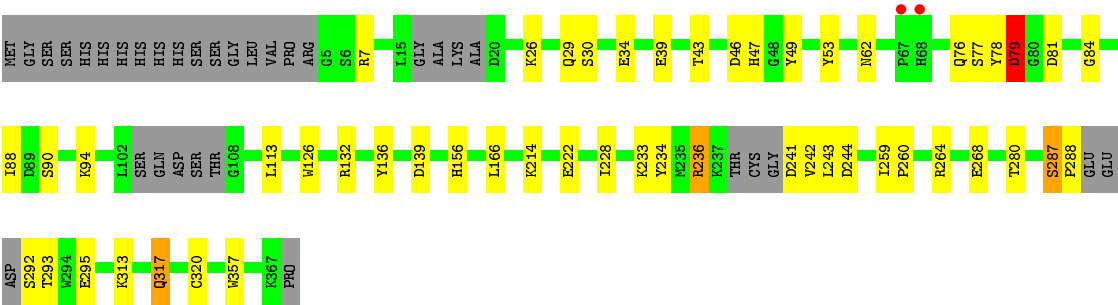 MET GLY SER SER HIS HIS HIS HIS HIS HIS HIS SER SER GLY LEU VAL PRO ARG G5 S6 R7 L15 GLY ALA LYS ALA D20 K26 Q29 S30 E34 E39 T43 D46 H47 G48 Y49 Y53 N62 P67 H68 Q76 S77 Y78 D79 G80 D81 G84
I88 D89 S90 K94 L102 SER GLN ASP SER THR G108 L113 W126 R132 Y136 D139 H156 L166 K214 E222 I228 K233 Y234 M235 R236 K237 THR CYS GLY D241 V242 L243 D244 I259 P260 R264 E268 T280 S287 P288 GLU GLU
ASP S292 T293 W294 E295 K313 Q317 C320 W357 K367 PRO